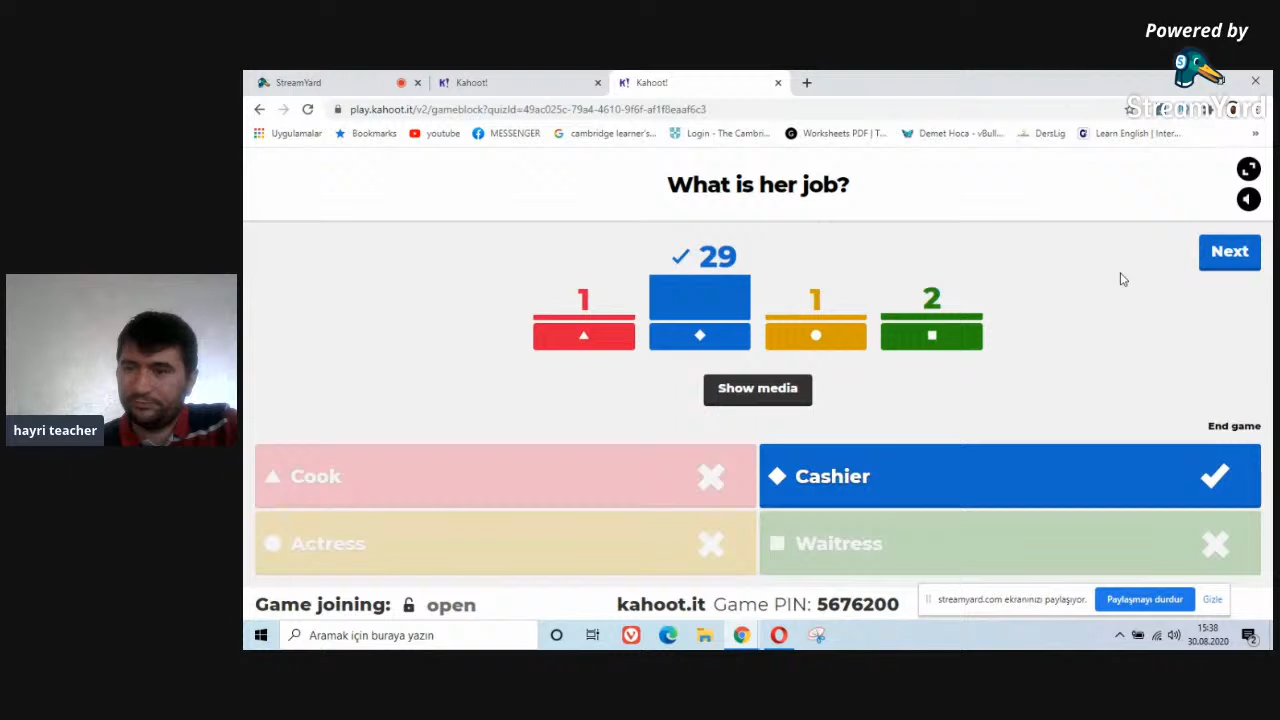 Powered by
StreamYard
StreamYard
Kahoot!
Kahoot!
play.kahoot.it/v2/gameblock?quizId=49ac025c-79a4-4610-9f6f-af1f8eaaf6c3
Uygulamalar Bookmarks youtube MESSENGER cambridge learner's... Login - The Cambri... Worksheets PDF | T... Demet Hoca - vBull... DersLig Learn English | Inter...
What is her job?
Next
1 29 1 2
Show media
End game
Cook Cashier
Actress Waitress
hayri teacher
Game joining: open kahoot.it Game PIN: 5676200
streamyard.com ekranınızı paylaşıyor. Paylaşmayı durdur Gizle
Aramak için buraya yazın
15:38
30.08.2020
2